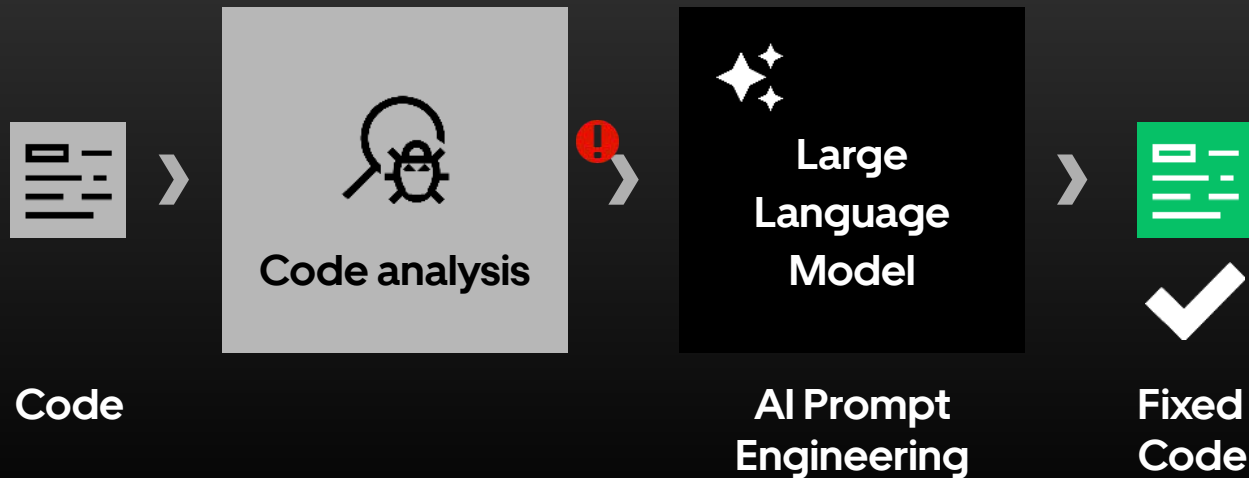 Code analysis
Large
Language
Model
Code
AI Prompt
Engineering
Fixed
Code